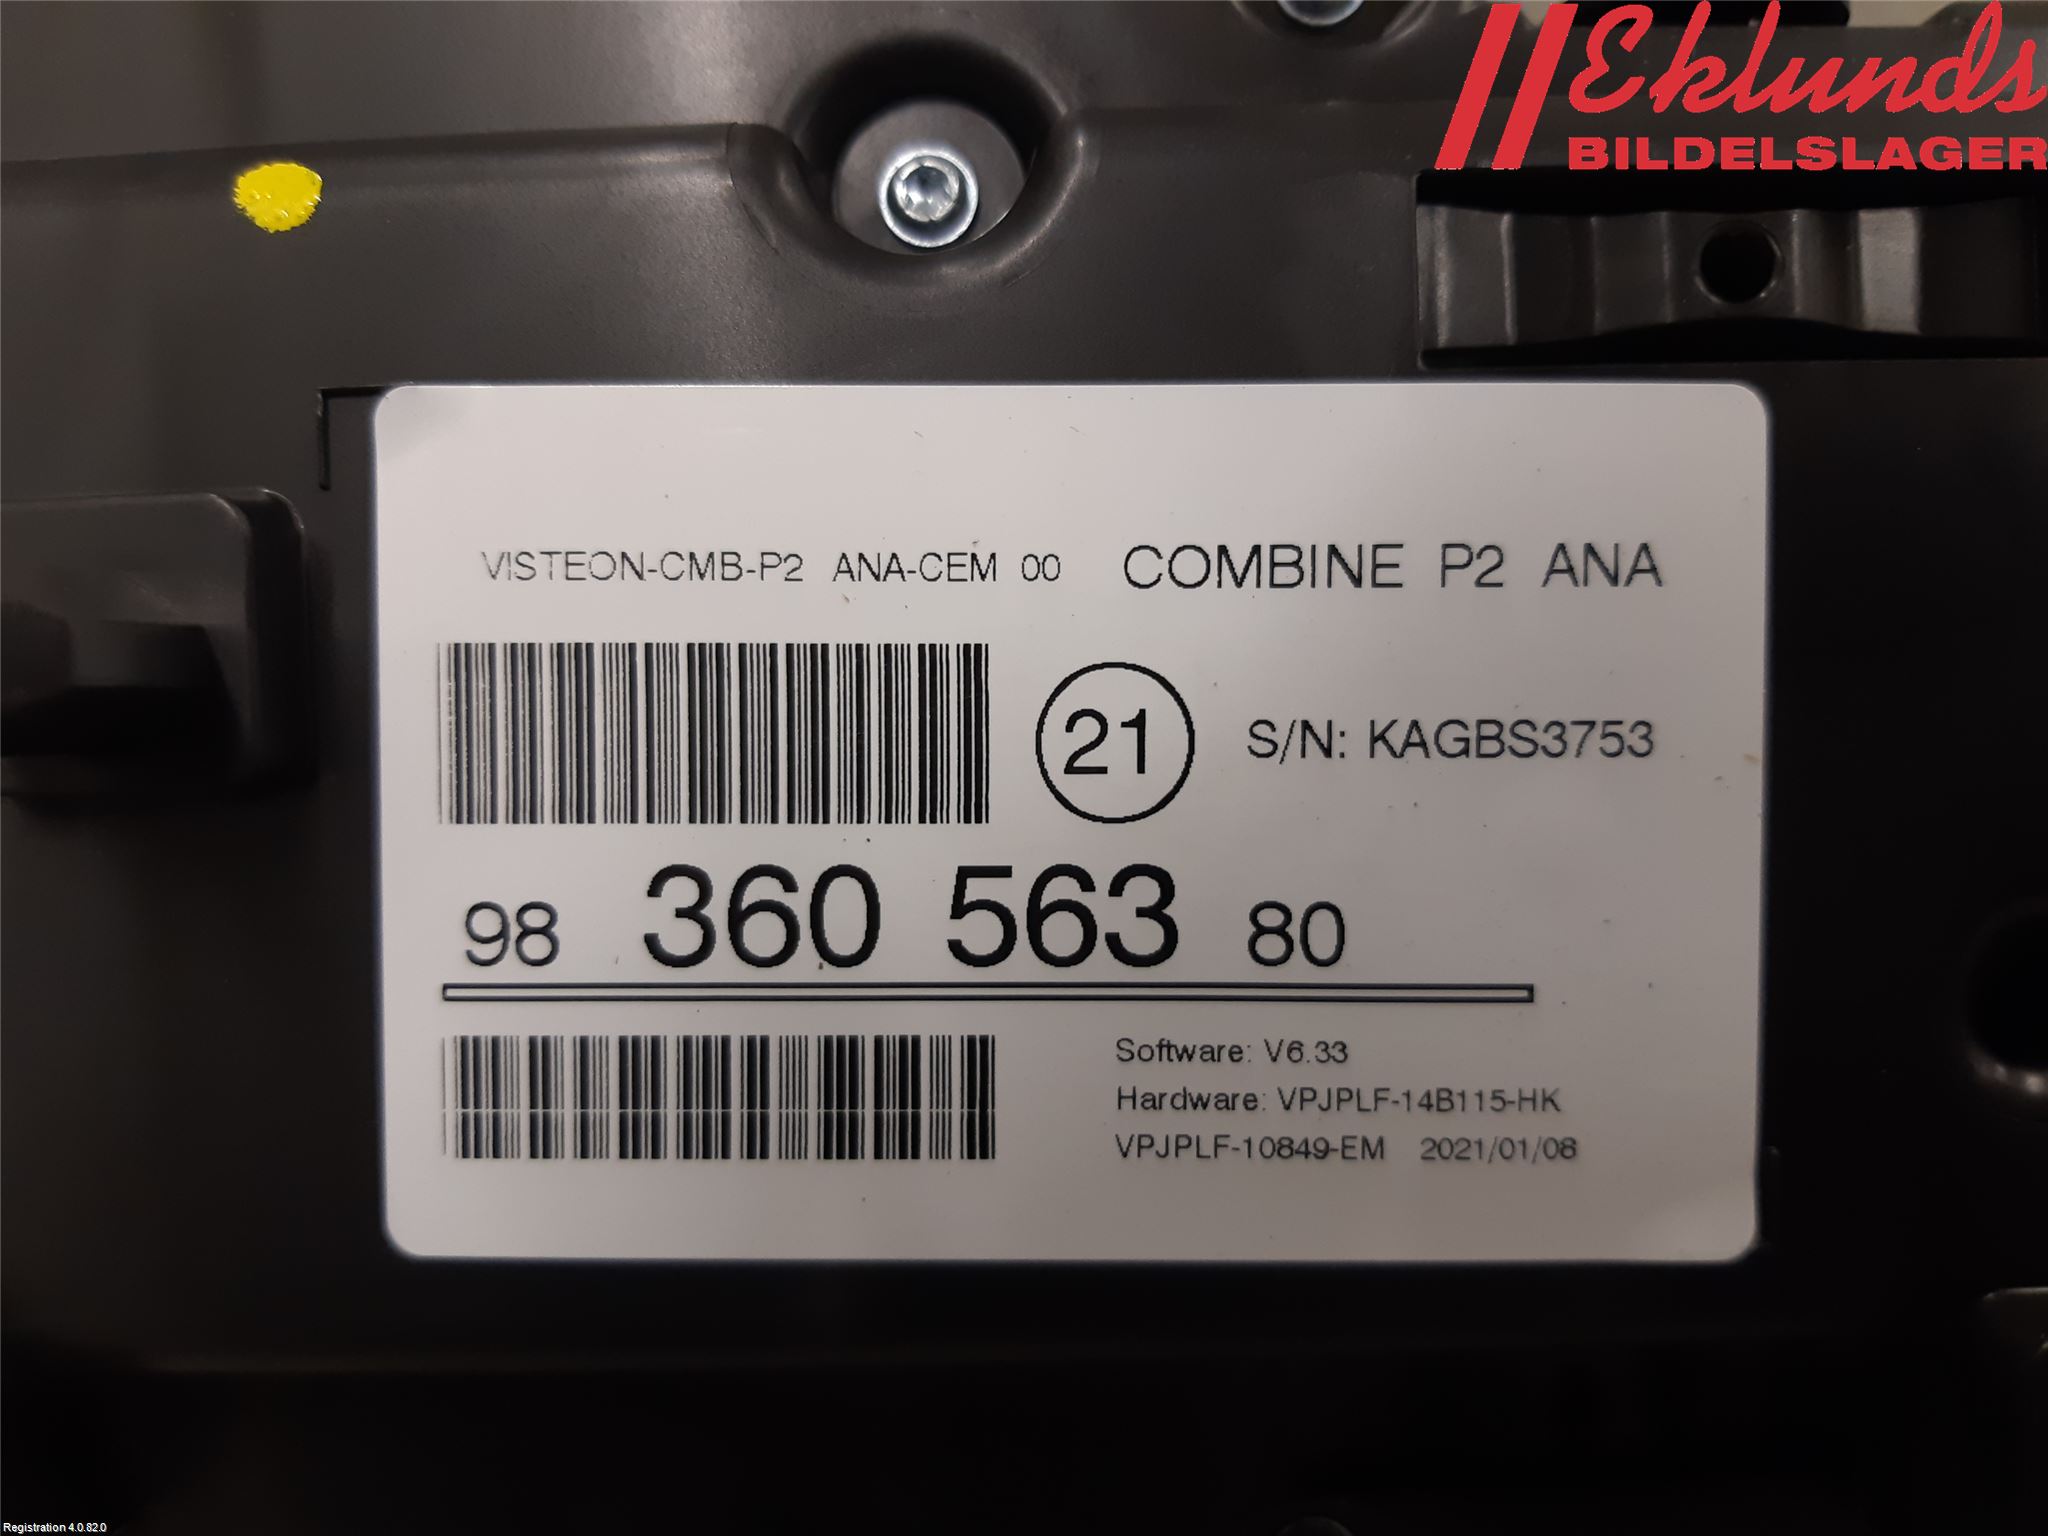 Eklunds
BILDELSLAGER
VISTEON-CMB-P2 ANA-CEM 00 COMBINE P2 ANA
21 S/N: KAGBS3753
98 360 563 80
Software: V6.33
Hardware: VPJPLF-14B115-HK
VPJPLF-10849-EM 2021/01/08
Registration 4.0.82.0